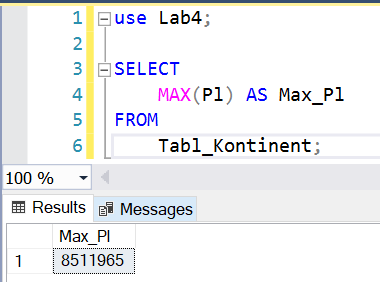 1 use Lab4;
2
3 SELECT
4 MAX(Pl) AS Max_Pl
5 FROM
6 Tabl_Kontinent;
100 %
Results Messages
Max_Pl
1 8511965